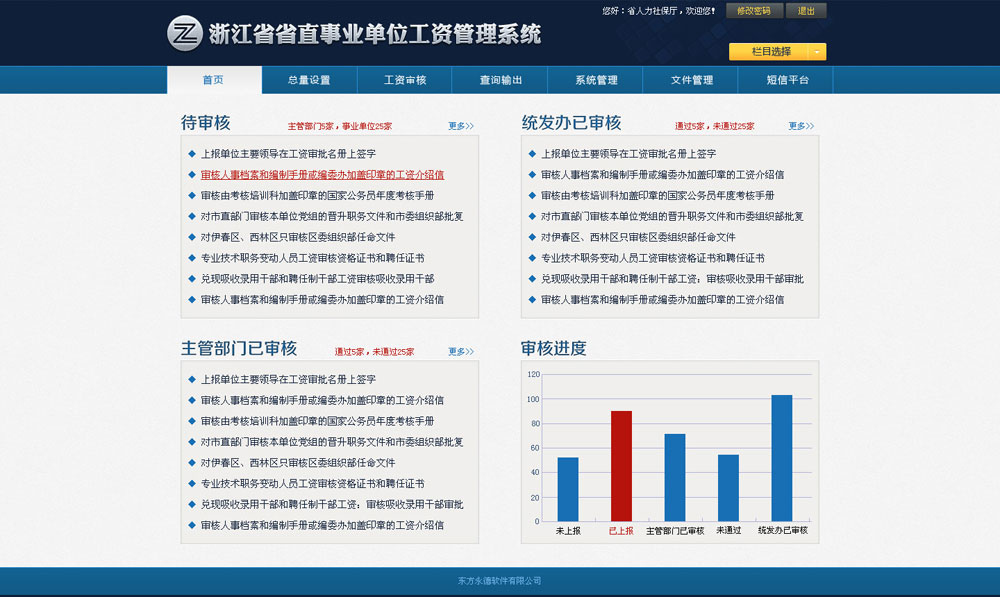 您好：省人力社保厅，欢迎您！ 修改密码 退出
浙江省省直事业单位工资管理系统
栏目选择
首页 总量设置 工资审核 查询输出 系统管理 文件管理 短信平台
待审核 主管部门5家，事业单位25家 更多>>
上报单位主要领导在工资审批名册上签字
审核人事档案和编制手册或编委办加盖印章的工资介绍信
审核由考核培训科加盖印章的国家公务员年度考核手册
对市直部门审核本单位党组的晋升职务文件和市委组织部批复
对伊春区、西林区只审核区委组织部任命文件
专业技术职务变动人员工资审核资格证书和聘任证书
兑现吸收录用干部和聘任制干部工资审核吸收录用干部
审核人事档案和编制手册或编委办加盖印章的工资介绍信
统发办已审核 通过5家，未通过25家 更多>>
上报单位主要领导在工资审批名册上签字
审核人事档案和编制手册或编委办加盖印章的工资介绍信
审核由考核培训科加盖印章的国家公务员年度考核手册
对市直部门审核本单位党组的晋升职务文件和市委组织部批复
对伊春区、西林区只审核区委组织部任命文件
专业技术职务变动人员工资审核资格证书和聘任证书
兑现吸收录用干部和聘任制干部工资；审核吸收录用干部审批
审核人事档案和编制手册或编委办加盖印章的工资介绍信
主管部门已审核 通过5家，未通过25家 更多>>
上报单位主要领导在工资审批名册上签字
审核人事档案和编制手册或编委办加盖印章的工资介绍信
审核由考核培训科加盖印章的国家公务员年度考核手册
对市直部门审核本单位党组的晋升职务文件和市委组织部批复
对伊春区、西林区只审核区委组织部任命文件
专业技术职务变动人员工资审核资格证书和聘任证书
兑现吸收录用干部和聘任制干部工资；审核吸收录用干部审批
审核人事档案和编制手册或编委办加盖印章的工资介绍信
审核进度
120
100
80
60
40
20
0
未上报 已上报 主管部门已审核 未通过 统发办已审核
东方永德软件有限公司